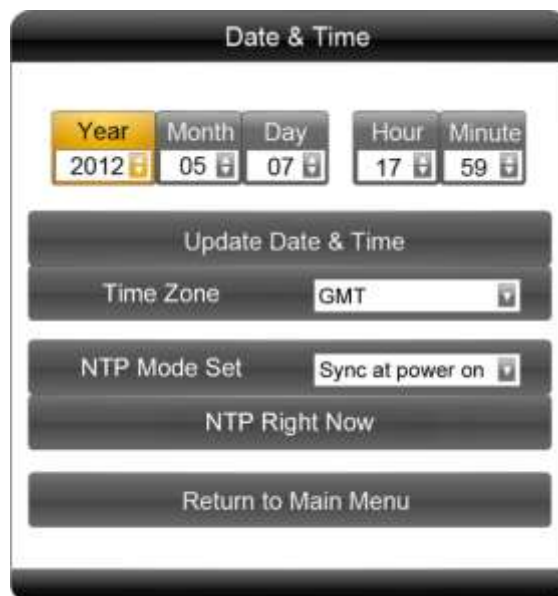 Date & Time
Year Month Day Hour Minute
2012 05 07 17 59
Update Date & Time
Time Zone GMT
NTP Mode Set Sync at power on
NTP Right Now
Return to Main Menu